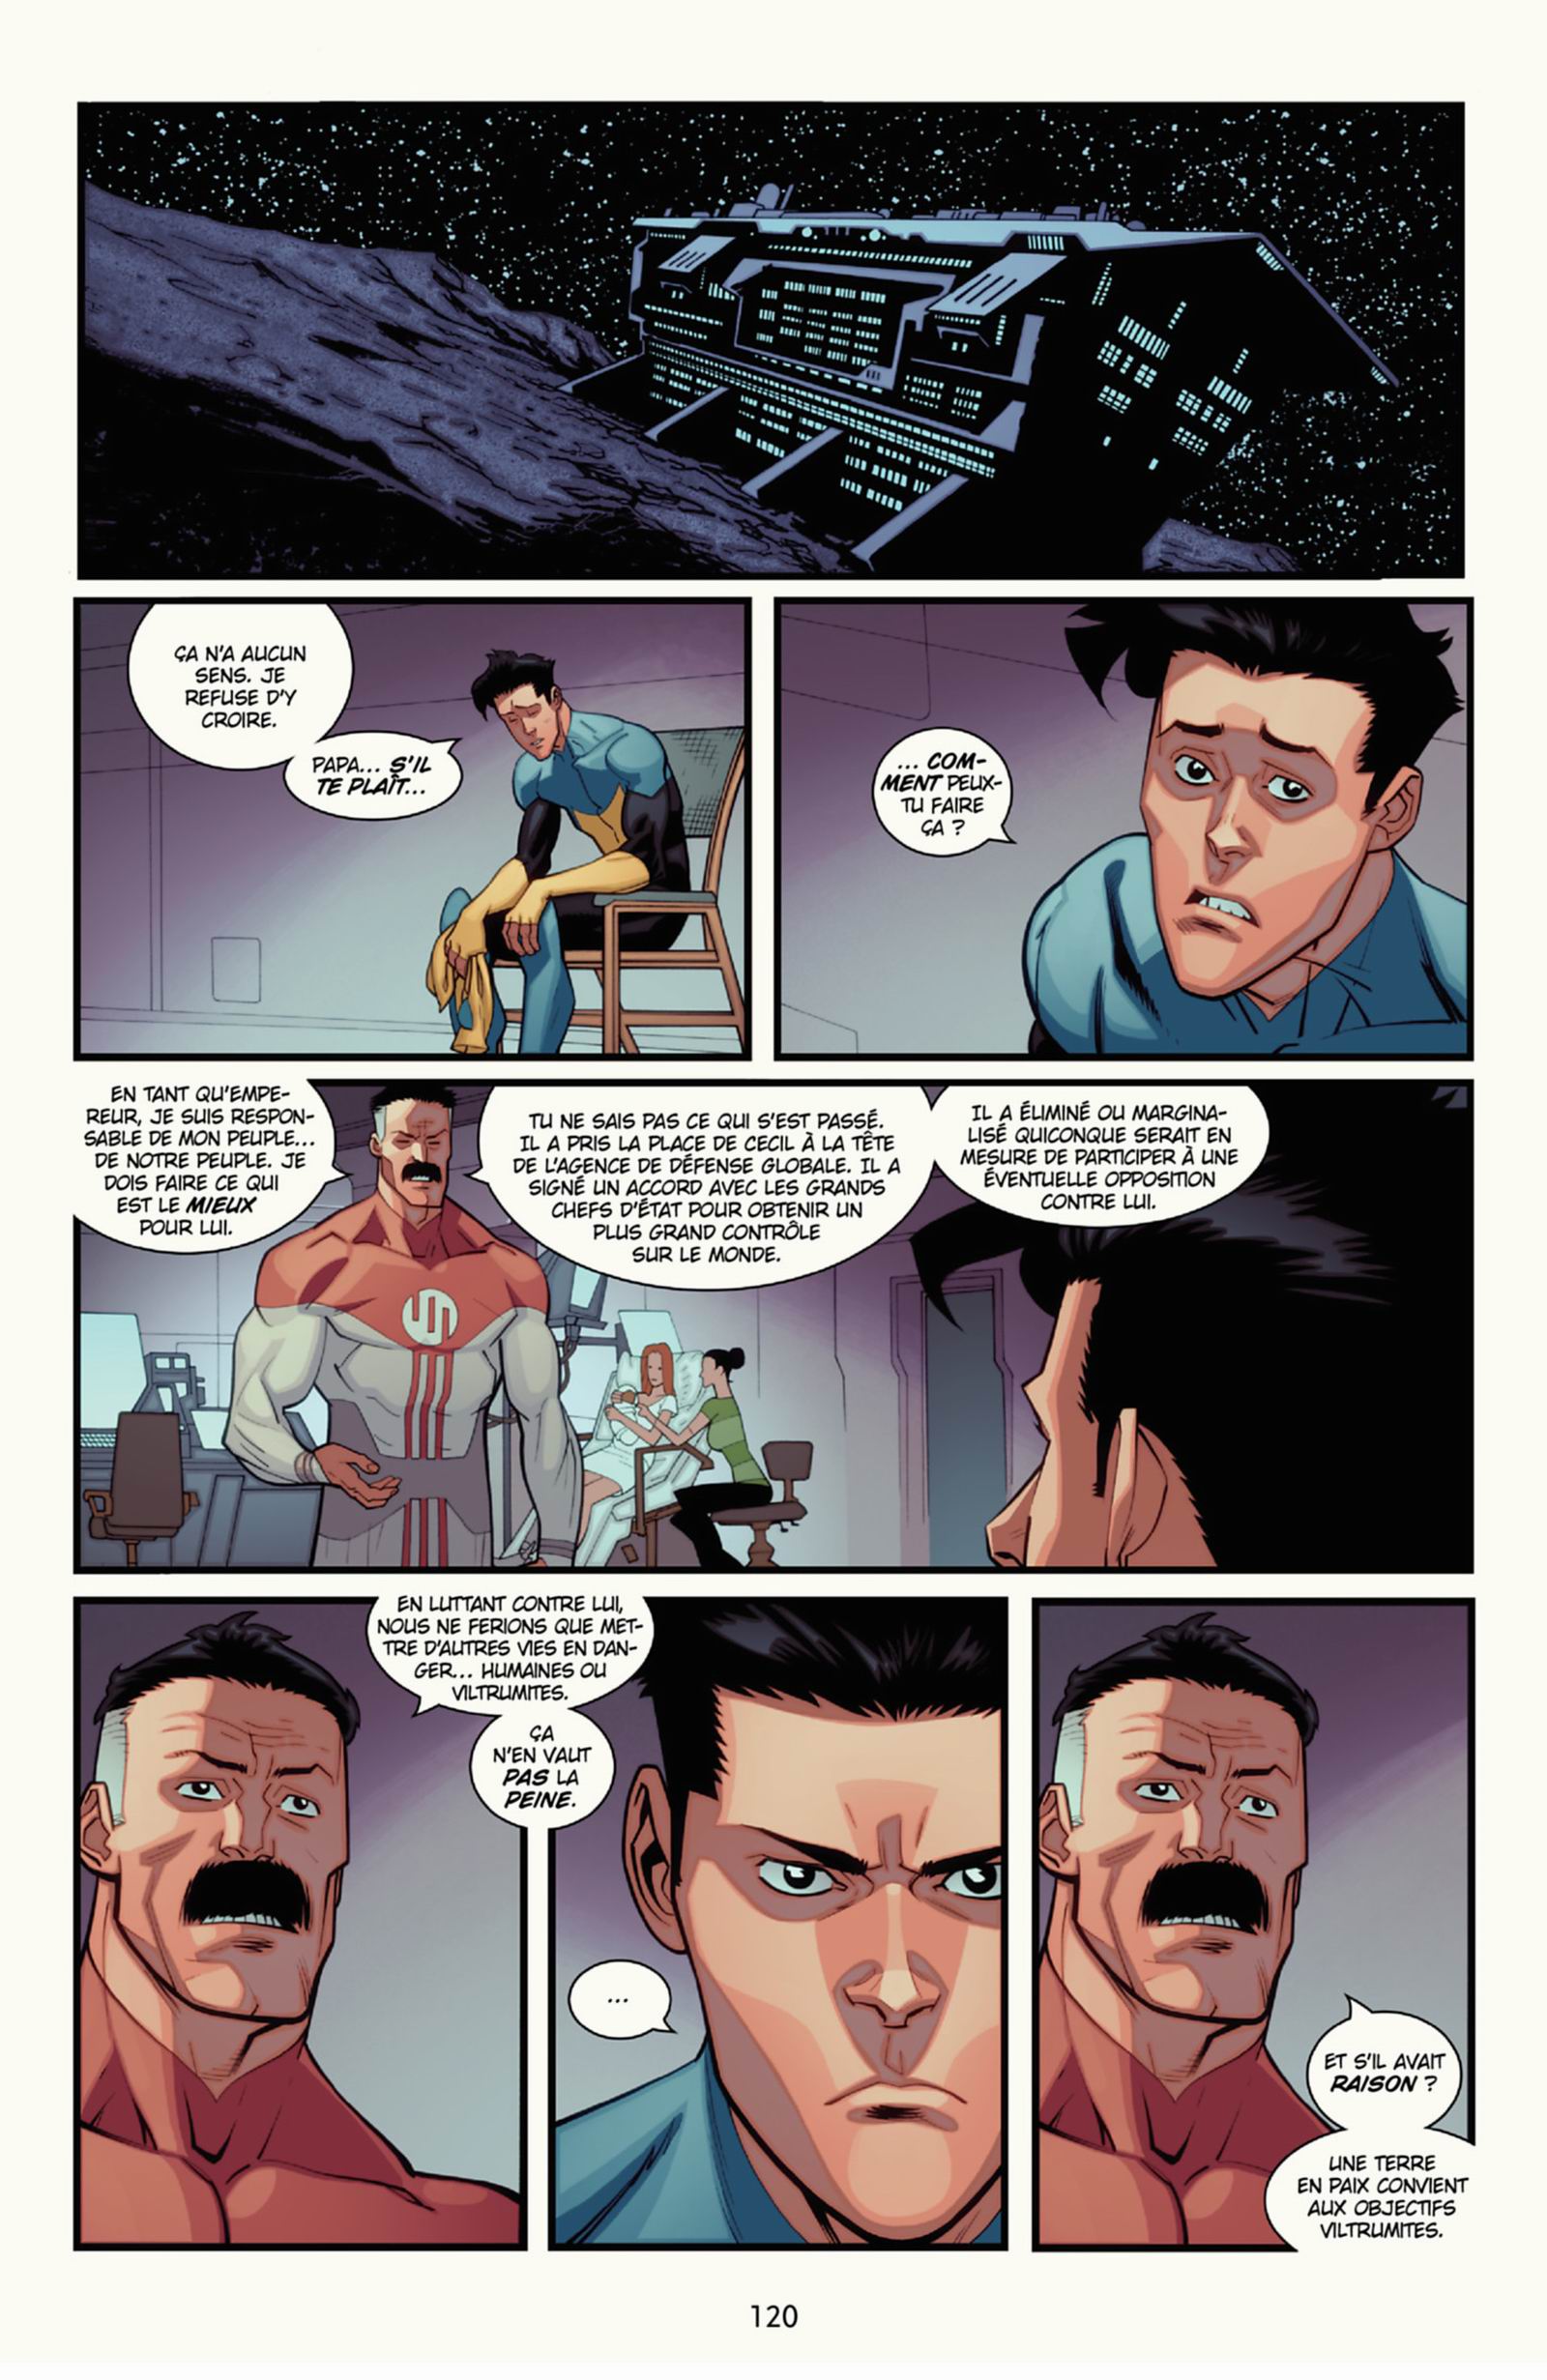 ÇA N'A AUCUN
SENS. JE
REFUSE D'Y
CROIRE.
PAPA... S'IL
TE PLAÎT...
... COM-
MENT PEUX-
TU FAIRE
ÇA ?
EN TANT QU'EMPE-
REUR, JE SUIS RESPON-
SABLE DE MON PEUPLE...
DE NOTRE PEUPLE. JE
DOIS FAIRE CE QUI
EST LE MIEUX
POUR LUI.
TU NE SAIS PAS CE QUI S'EST PASSÉ.
IL A PRIS LA PLACE DE CECIL À LA TÊTE
DE L'AGENCE DE DÉFENSE GLOBALE. IL A
SIGNÉ UN ACCORD AVEC LES GRANDS
CHEFS D'ÉTAT POUR OBTENIR UN
PLUS GRAND CONTRÔLE
SUR LE MONDE.
IL A ÉLIMINÉ OU MARGINA-
LISÉ QUICONQUE SERAIT EN
MESURE DE PARTICIPER À UNE
ÉVENTUELLE OPPOSITION
CONTRE LUI.
EN LUTTANT CONTRE LUI,
NOUS NE FERIONS QUE MET-
TRE D'AUTRES VIES EN DAN-
GER... HUMAINES OU
VILTRUMITES.
ÇA
N'EN VAUT
PAS LA
PEINE.
...
ET S'IL AVAIT
RAISON ?
UNE TERRE
EN PAIX CONVIENT
AUX OBJECTIFS
VILTRUMITES.
120